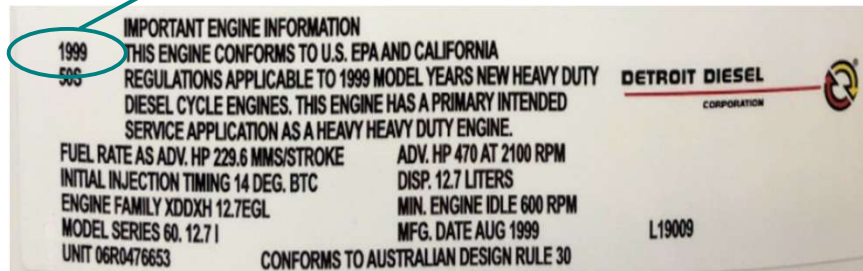 IMPORTANT ENGINE INFORMATION
1999 THIS ENGINE CONFORMS TO U.S. EPA AND CALIFORNIA
50S REGULATIONS APPLICABLE TO 1999 MODEL YEARS NEW HEAVY DUTY
DIESEL CYCLE ENGINES. THIS ENGINE HAS A PRIMARY INTENDED
SERVICE APPLICATION AS A HEAVY HEAVY DUTY ENGINE.
DETROIT DIESEL
CORPORATION
®
FUEL RATE AS ADV. HP 229.6 MMS/STROKE ADV. HP 470 AT 2100 RPM
INITIAL INJECTION TIMING 14 DEG. BTC DISP. 12.7 LITERS
ENGINE FAMILY XDDXH 12.7EGL MIN. ENGINE IDLE 600 RPM
MODEL SERIES 60. 12.7 l MFG. DATE AUG 1999 L19009
UNIT 06R0476653 CONFORMS TO AUSTRALIAN DESIGN RULE 30